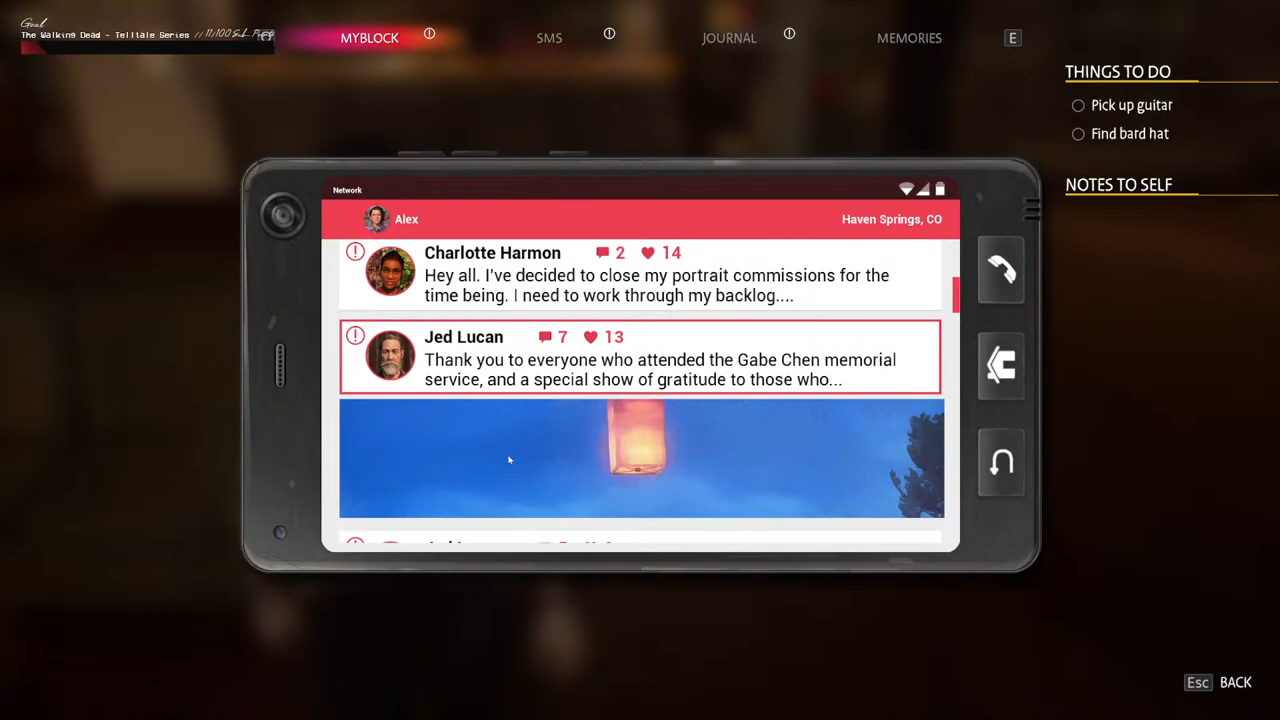 Goal
The Walking Dead - Telltale Series // 11/100
MYBLOCK
SMS
JOURNAL
MEMORIES
E
THINGS TO DO
Pick up guitar
Find bard hat
NOTES TO SELF
Network
Alex
Haven Springs, CO
Charlotte Harmon 2 14
Hey all. I've decided to close my portrait commissions for the
time being. I need to work through my backlog....
Jed Lucan 7 13
Thank you to everyone who attended the Gabe Chen memorial
service, and a special show of gratitude to those who...
Esc BACK